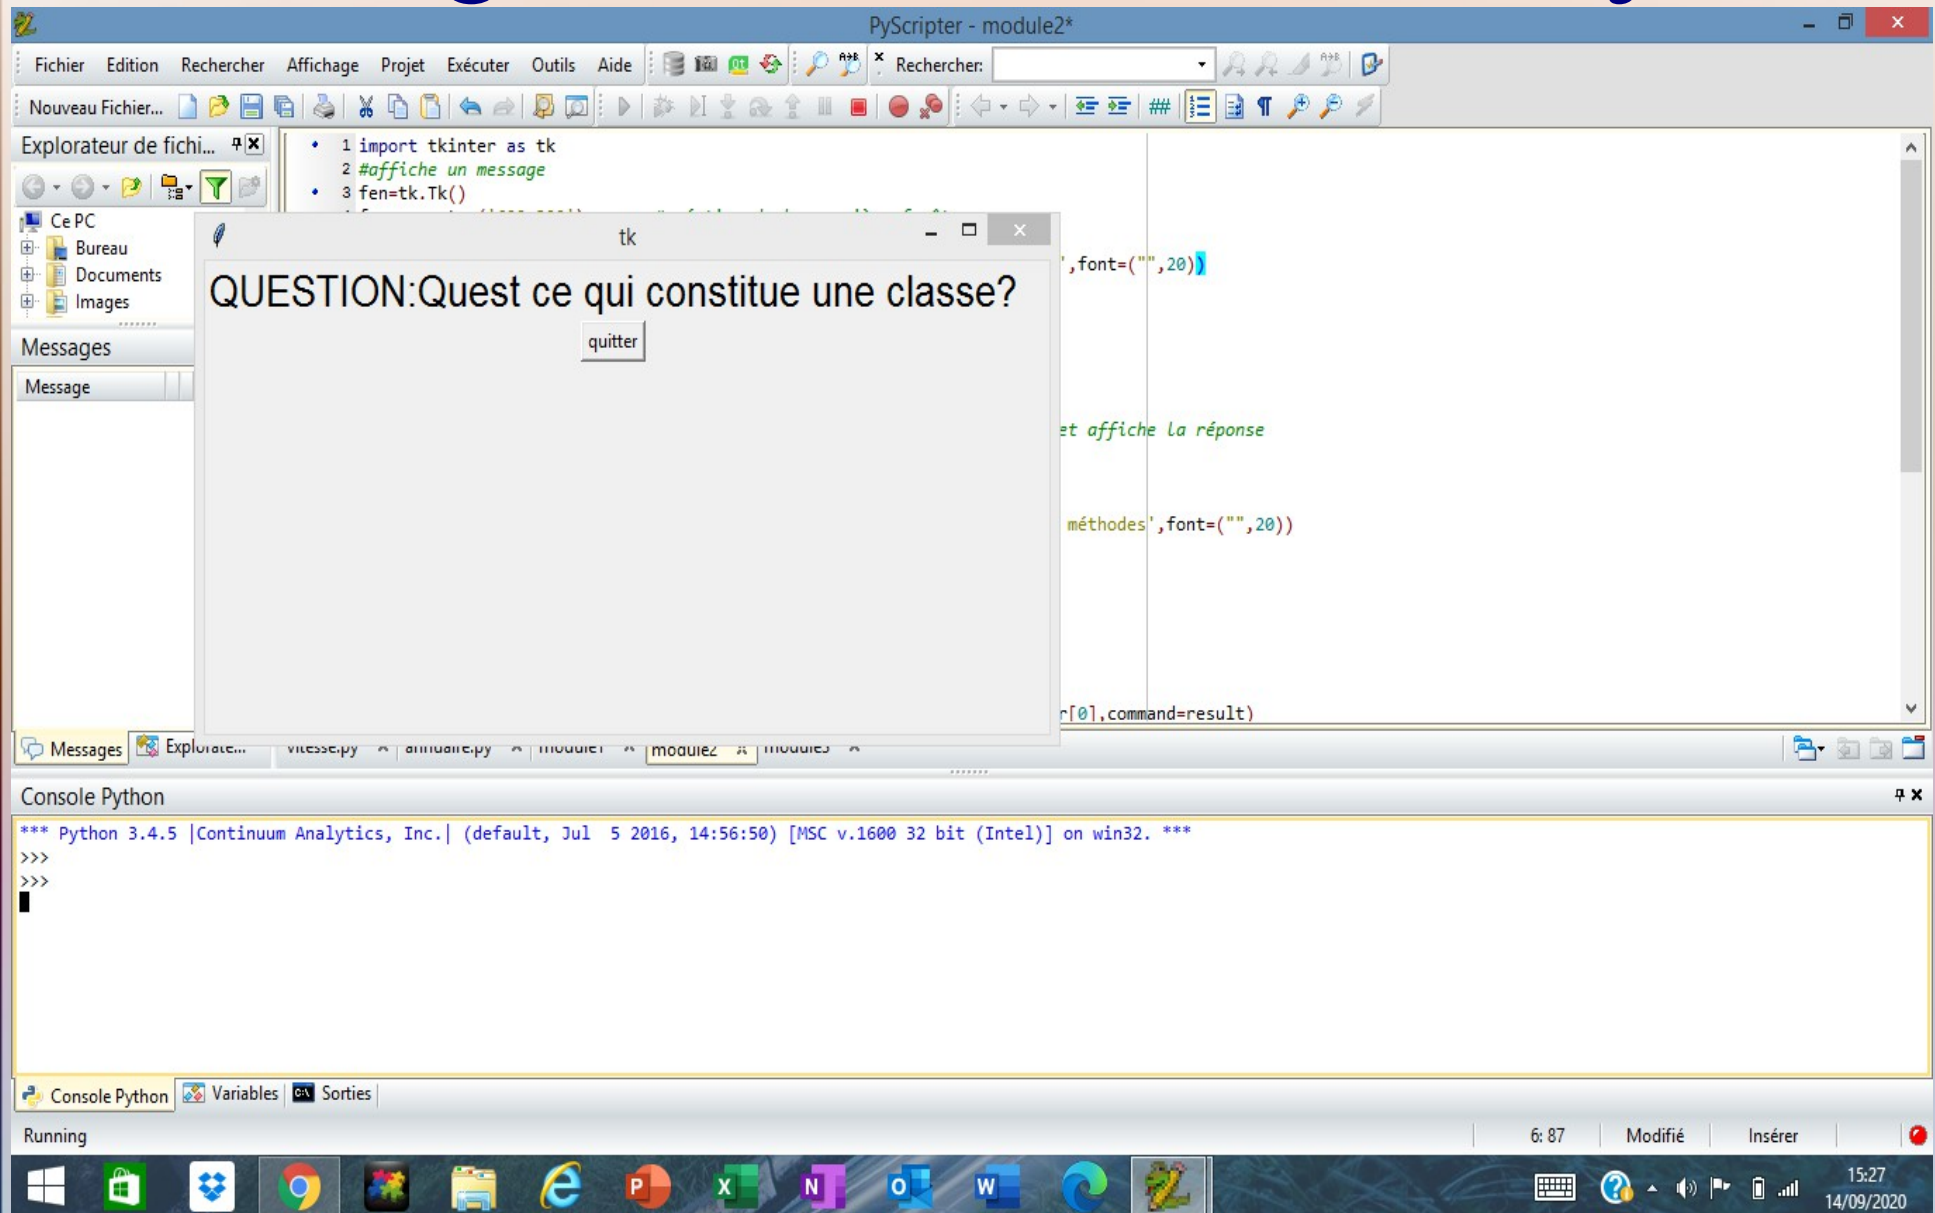 PyScripter - module2*
Fichier Edition Rechercher Affichage Projet Exécuter Outils Aide Rechercher:
Nouveau Fichier...
Explorateur de fichi...
1 import tkinter as tk
2 #affiche un message
3 fen=tk.Tk()
Ce PC
Bureau
Documents
Images
tk
',font=("",20))
QUESTION:Quest ce qui constitue une classe?
quitter
Messages
Message
et affiche la réponse
méthodes',font=("",20))
r[0],command=result)
Messages Explorate... vitesse.py annuaire.py module1 module2 module3
Console Python
*** Python 3.4.5 |Continuum Analytics, Inc.| (default, Jul 5 2016, 14:56:50) [MSC v.1600 32 bit (Intel)] on win32. ***
>>>
>>>
Console Python Variables Sorties
Running 6: 87 Modifié Insérer
15:27
14/09/2020